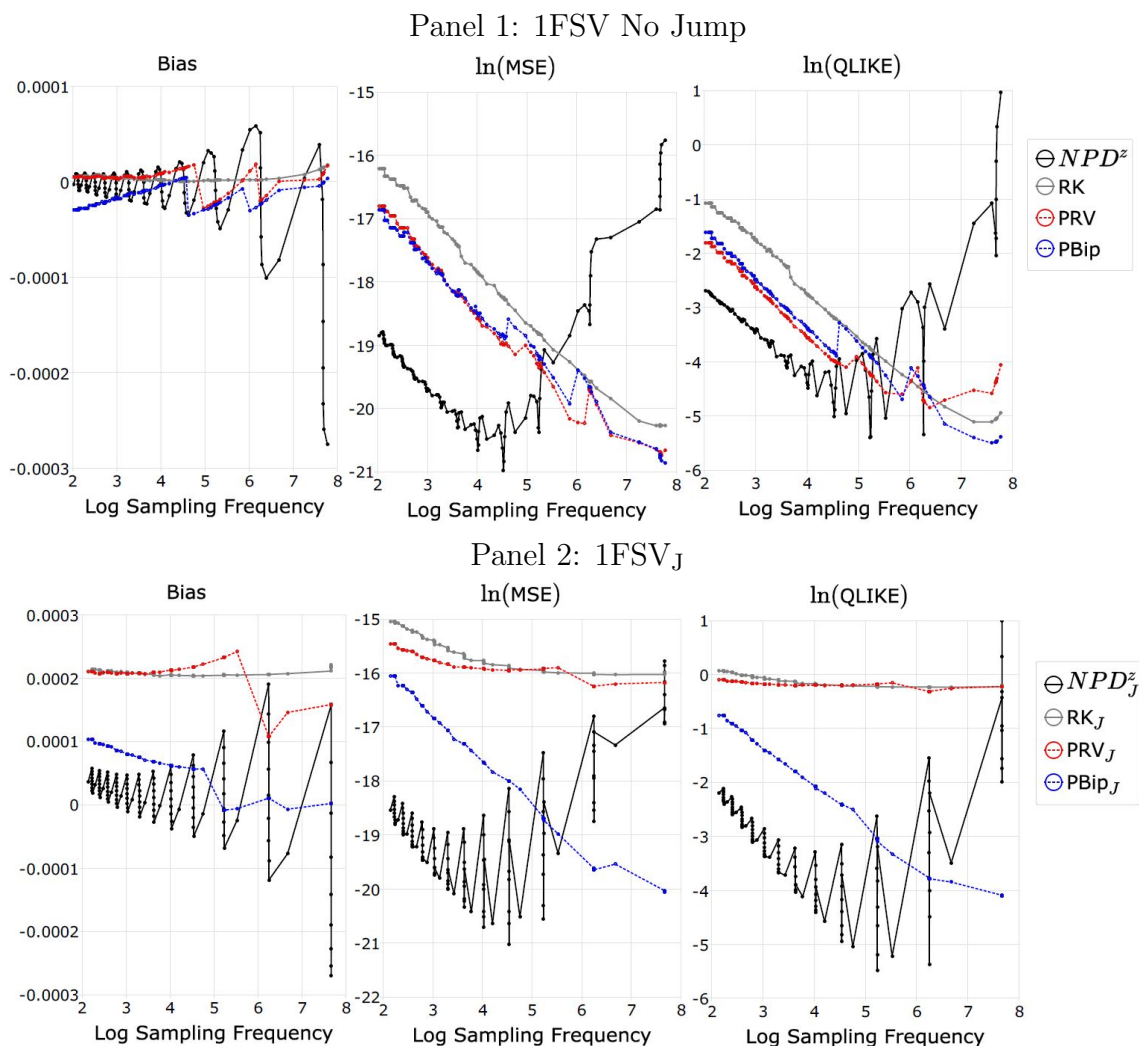 Panel 1: 1FSV No Jump
Bias
ln(MSE)
ln(QLIKE)
0.0001
0
-0.0001
-0.0002
-0.0003
2 3 4 5 6 7 8
Log Sampling Frequency
-15
-16
-17
-18
-19
-20
-21
2 3 4 5 6 7 8
Log Sampling Frequency
1
0
-1
-2
-3
-4
-5
-6
2 3 4 5 6 7 8
Log Sampling Frequency
NPD^z
RK
PRV
PBip
Panel 2: 1FSV_J
Bias
ln(MSE)
ln(QLIKE)
0.0003
0.0002
0.0001
0
-0.0001
-0.0002
-0.0003
2 3 4 5 6 7 8
Log Sampling Frequency
-15
-16
-17
-18
-19
-20
-21
-22
2 3 4 5 6 7 8
Log Sampling Frequency
1
0
-1
-2
-3
-4
-5
-6
2 3 4 5 6 7 8
Log Sampling Frequency
NPD^z_J
RK_J
PRV_J
PBip_J